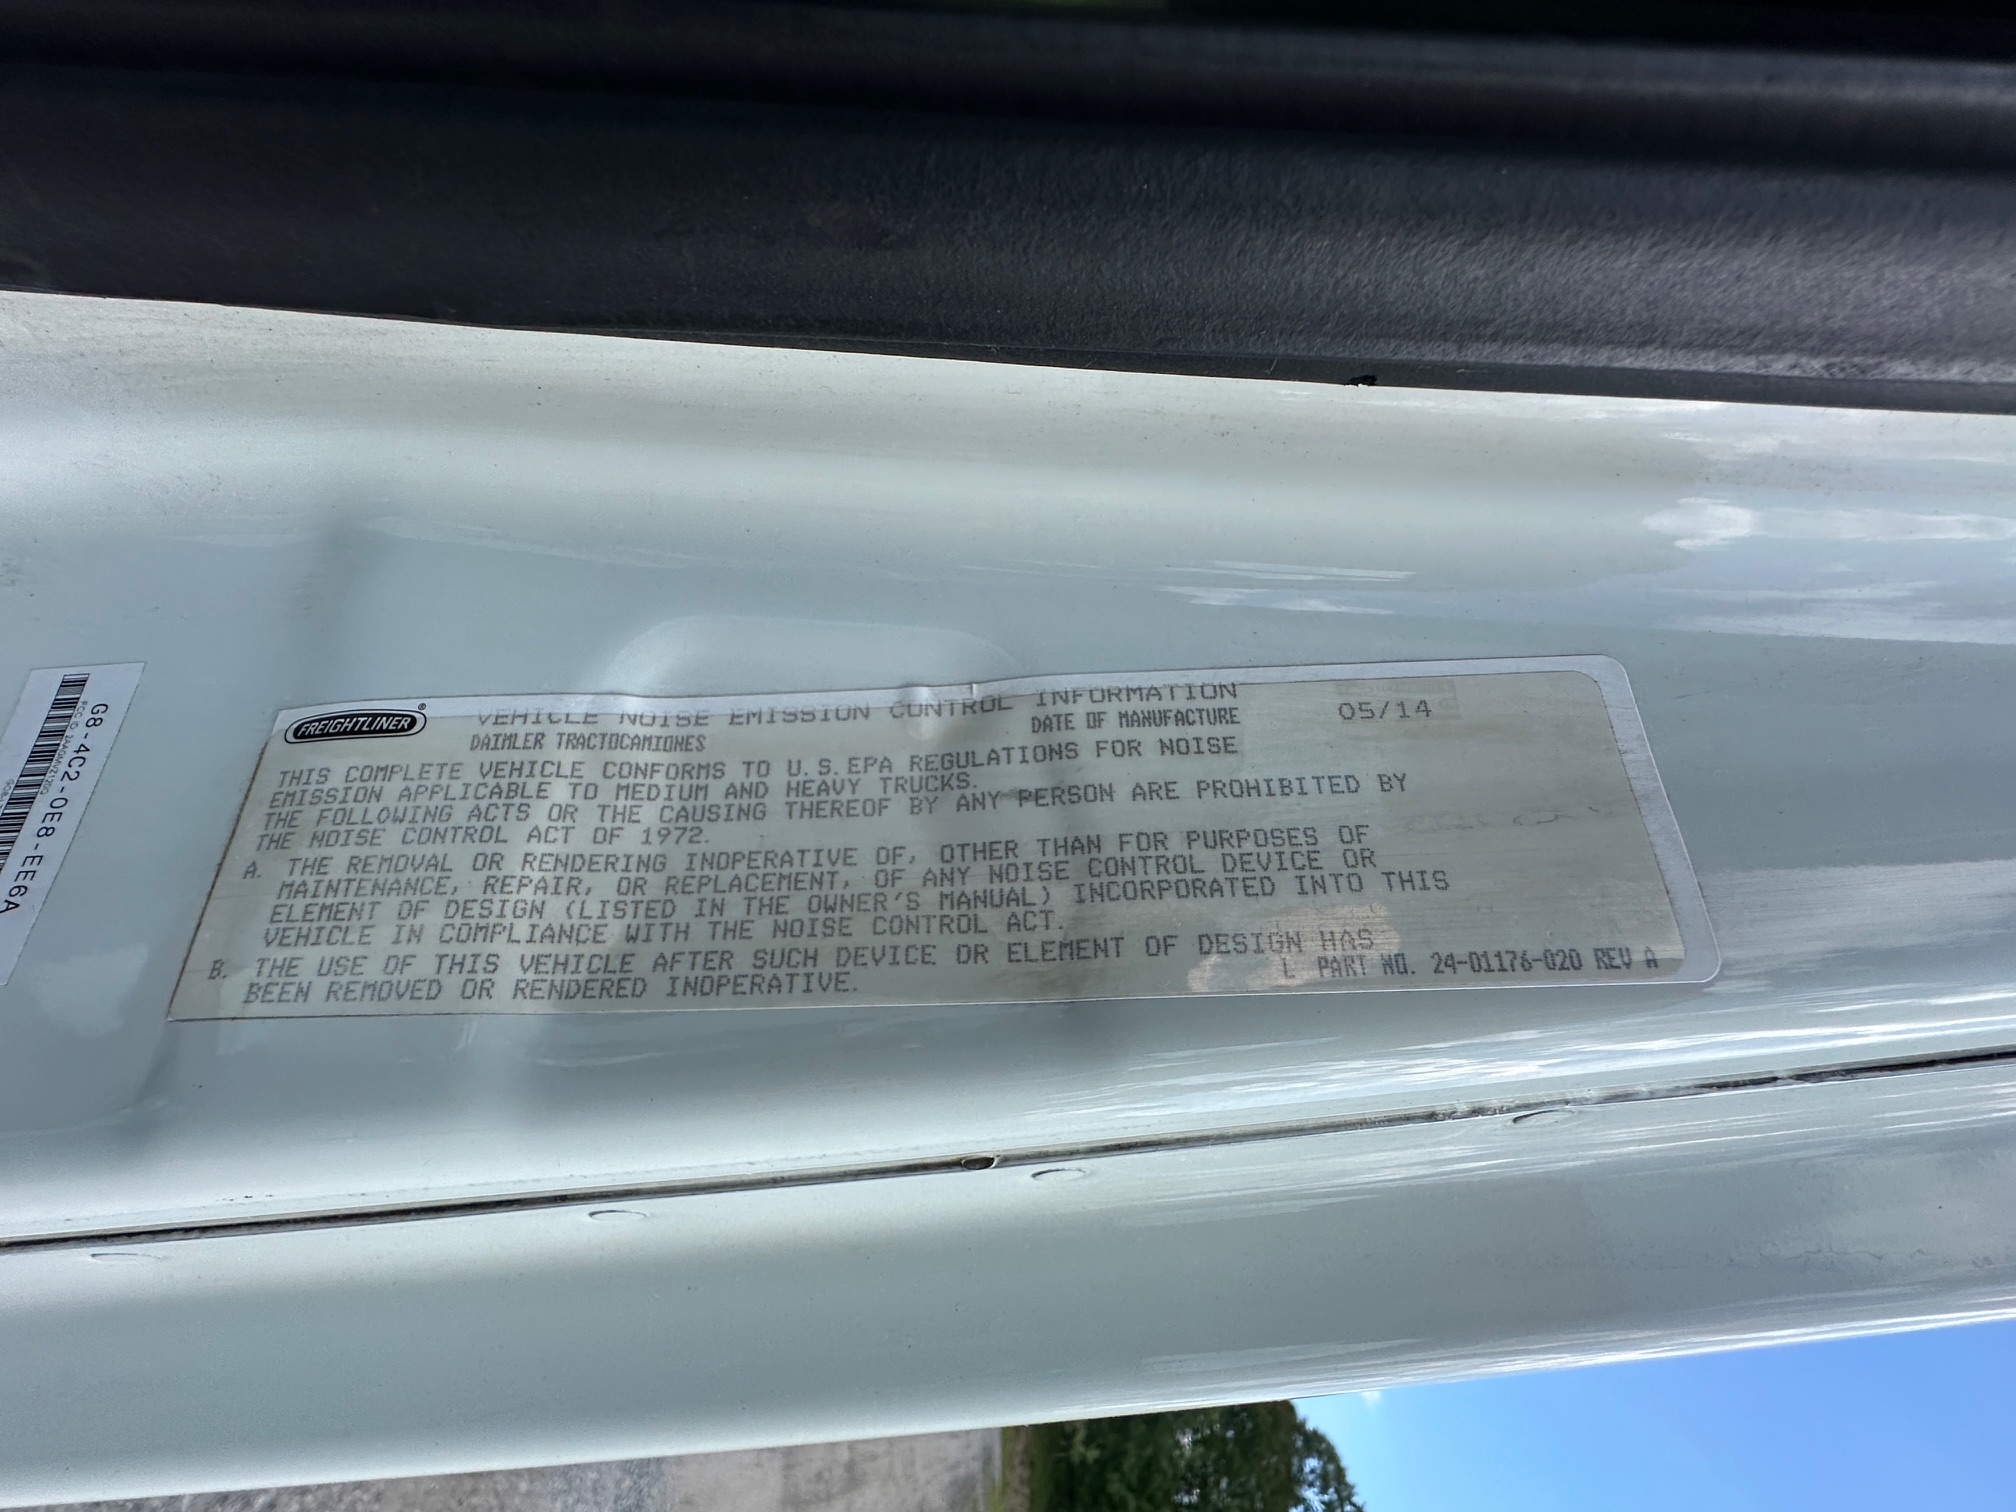 FREIGHTLINER®
VEHICLE NOISE EMISSION CONTROL INFORMATION
DAIMLER TRACTOCAMIONES
DATE OF MANUFACTURE 05/14
THIS COMPLETE VEHICLE CONFORMS TO U.S. EPA REGULATIONS FOR NOISE
EMISSION APPLICABLE TO MEDIUM AND HEAVY TRUCKS.
THE FOLLOWING ACTS OR THE CAUSING THEREOF BY ANY PERSON ARE PROHIBITED BY
THE NOISE CONTROL ACT OF 1972.
A. THE REMOVAL OR RENDERING INOPERATIVE OF, OTHER THAN FOR PURPOSES OF
MAINTENANCE, REPAIR, OR REPLACEMENT, OF ANY NOISE CONTROL DEVICE OR
ELEMENT OF DESIGN (LISTED IN THE OWNER'S MANUAL) INCORPORATED INTO THIS
VEHICLE IN COMPLIANCE WITH THE NOISE CONTROL ACT.
B. THE USE OF THIS VEHICLE AFTER SUCH DEVICE OR ELEMENT OF DESIGN HAS
BEEN REMOVED OR RENDERED INOPERATIVE.
L PART NO. 24-01176-020 REV A
G8-4C2-0E8-EE6A
FCC ID